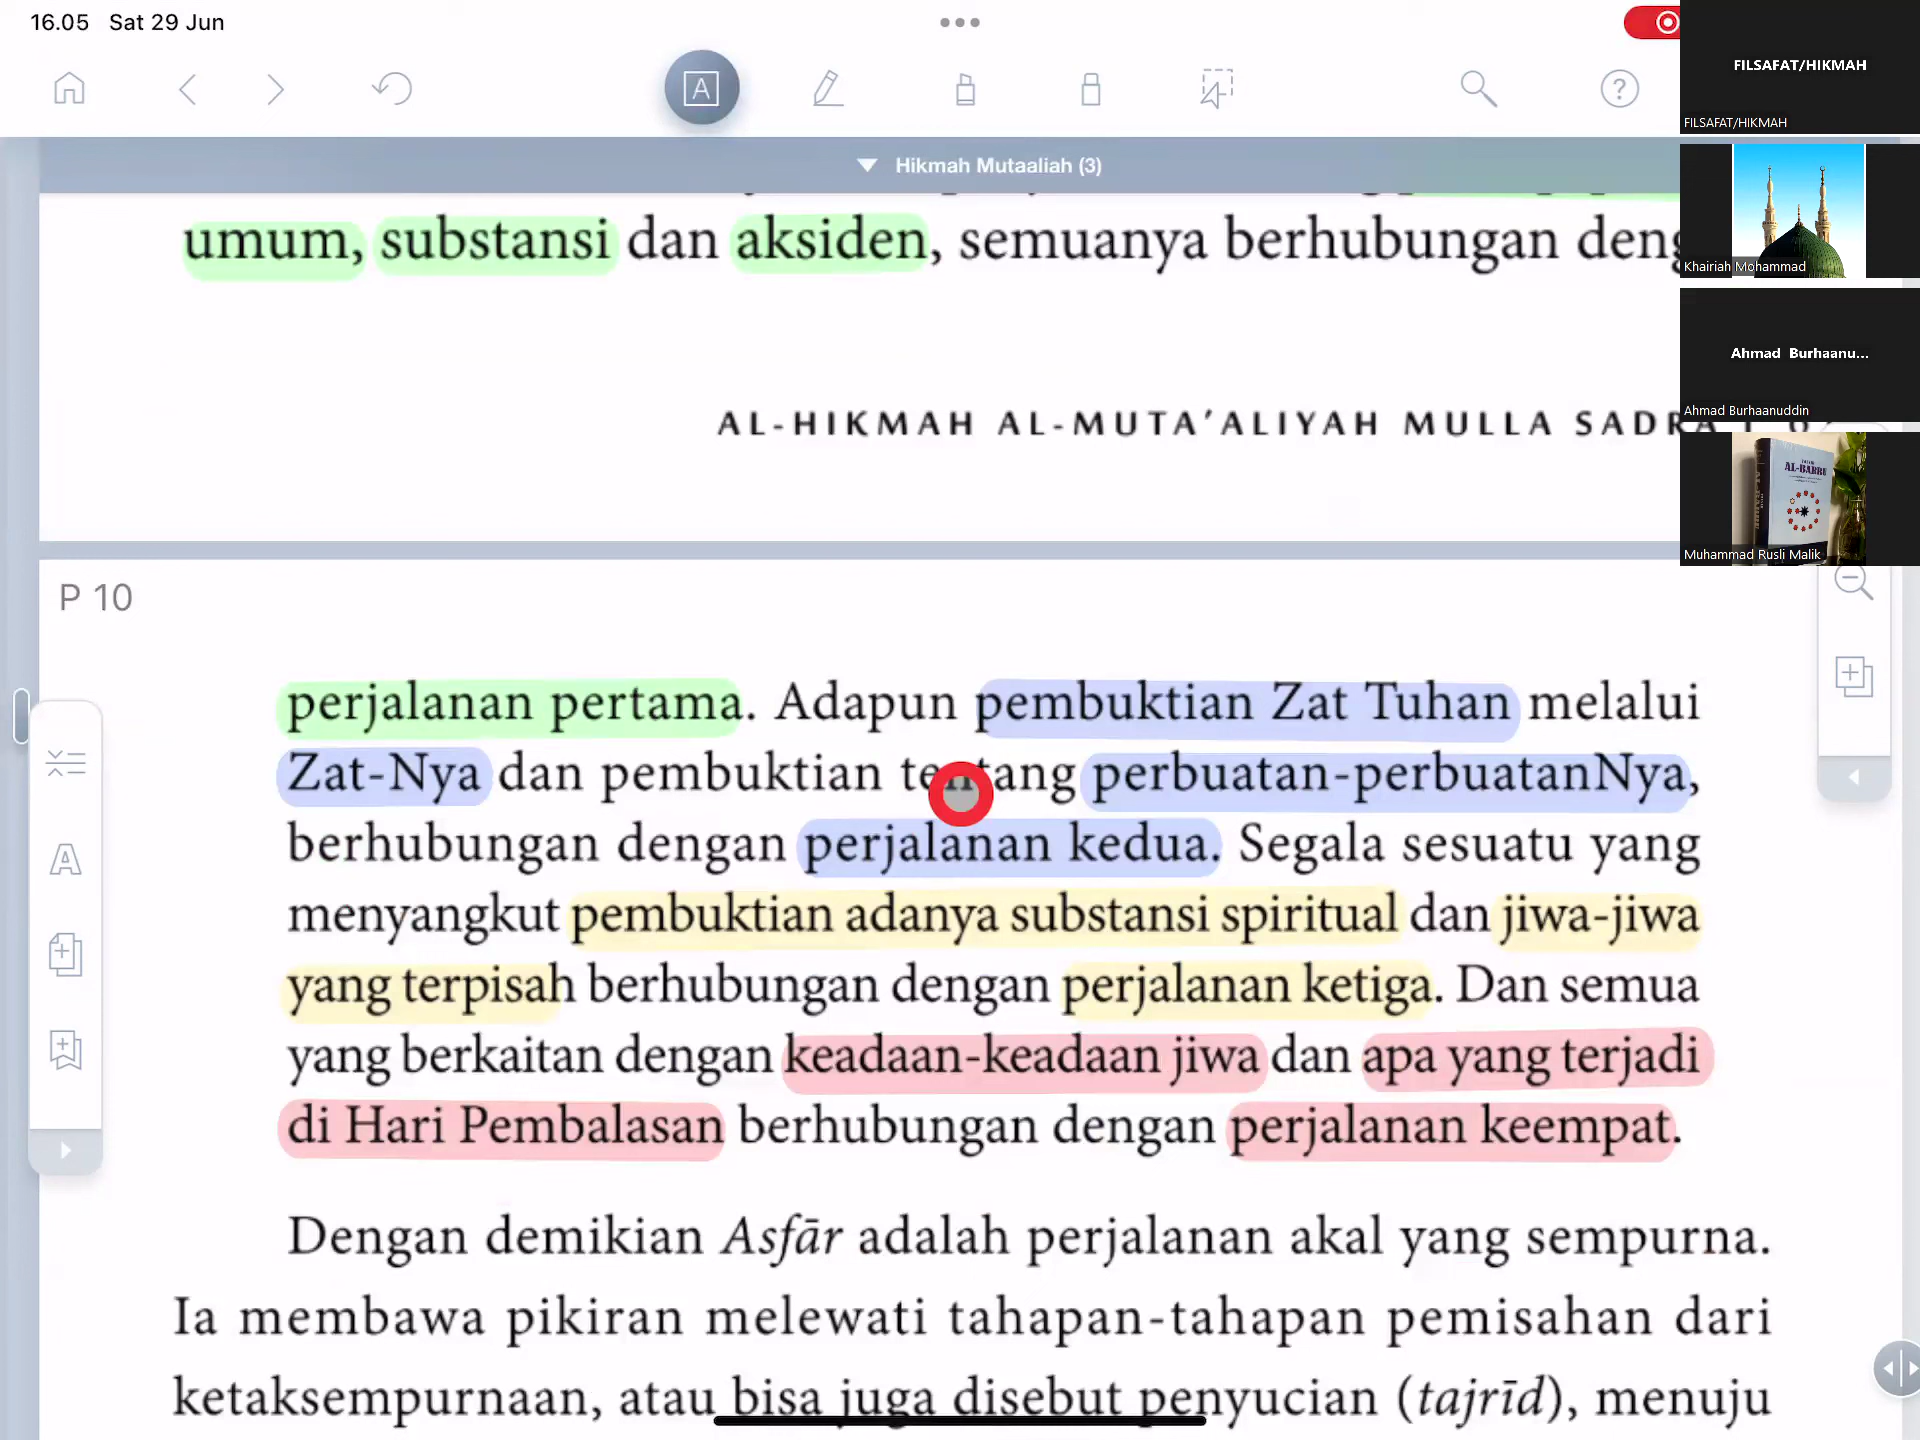 16.05 Sat 29 Jun
A
?
FILSAFAT/HIKMAH
FILSAFAT/HIKMAH
Hikmah Mutaaliah (3)
umum, substansi dan aksiden, semuanya berhubungan deng
Khairiah Mohammad
Ahmad Burhaanu...
Ahmad Burhaanuddin
AL-HIKMAH AL-MUTA'ALIYAH MULLA SADRA
AL-BARRU
Muhammad Rusli Malik
P 10
perjalanan pertama. Adapun pembuktian Zat Tuhan melalui
Zat-Nya dan pembuktian tentang perbuatan-perbuatanNya,
berhubungan dengan perjalanan kedua. Segala sesuatu yang
menyangkut pembuktian adanya substansi spiritual dan jiwa-jiwa
yang terpisah berhubungan dengan perjalanan ketiga. Dan semua
yang berkaitan dengan keadaan-keadaan jiwa dan apa yang terjadi
di Hari Pembalasan berhubungan dengan perjalanan keempat.
Dengan demikian Asfār adalah perjalanan akal yang sempurna.
Ia membawa pikiran melewati tahapan-tahapan pemisahan dari
ketaksempurnaan, atau bisa juga disebut penyucian (tajrīd), menuju